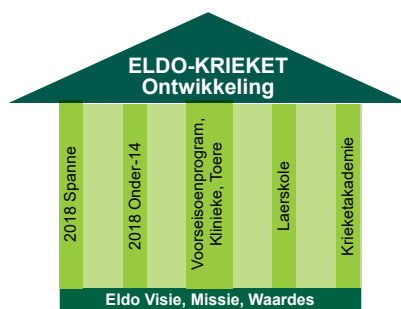 ELDO-KRIEKET
Ontwikkeling
2018 Spanne
2018 Onder-14
Voorseisoenprogram,
Klinieke, Toere
Laerskole
Krieketakademie
Eldo Visie, Missie, Waardes